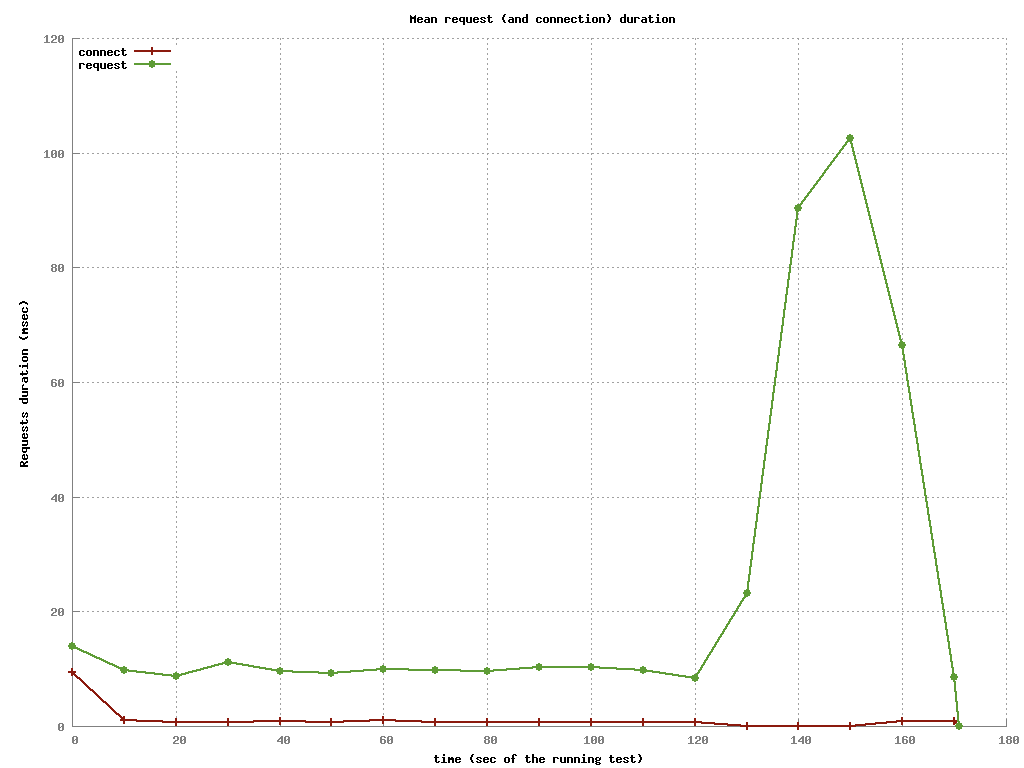 Mean request (and connection) duration
120
connect
request
100
80
60
40
20
0
Requests duration (msec)
0 20 40 60 80 100 120 140 160 180
time (sec of the running test)